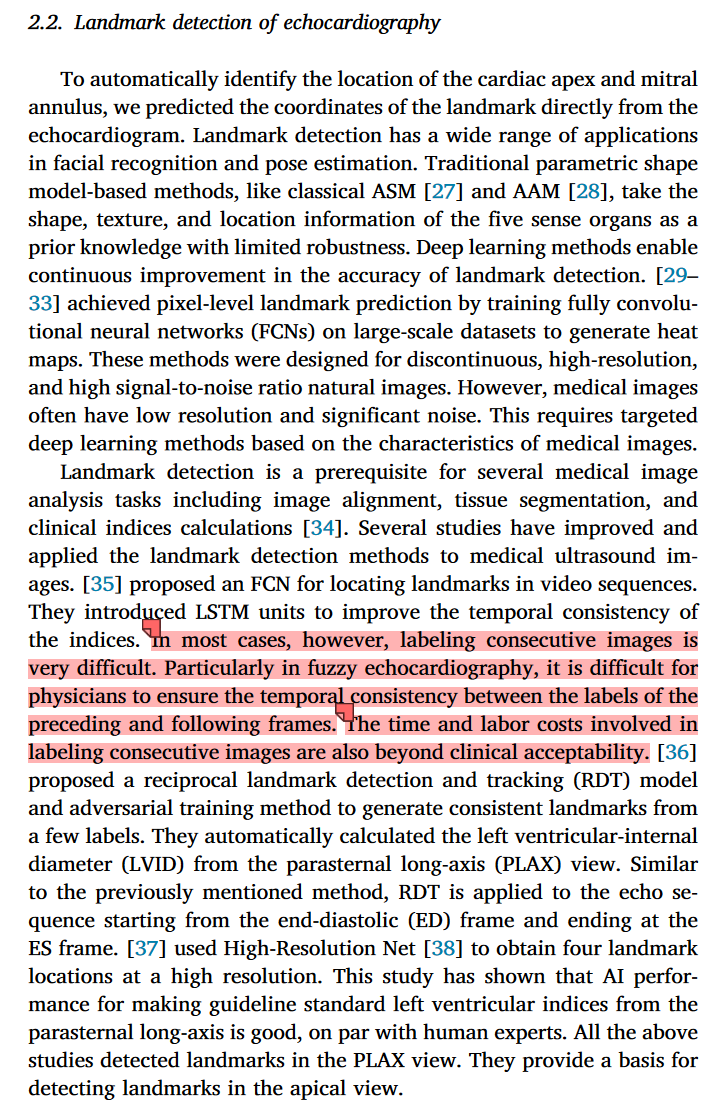 2.2. Landmark detection of echocardiography
To automatically identify the location of the cardiac apex and mitral
annulus, we predicted the coordinates of the landmark directly from the
echocardiogram. Landmark detection has a wide range of applications
in facial recognition and pose estimation. Traditional parametric shape
model-based methods, like classical ASM [27] and AAM [28], take the
shape, texture, and location information of the five sense organs as a
prior knowledge with limited robustness. Deep learning methods enable
continuous improvement in the accuracy of landmark detection. [29–
33] achieved pixel-level landmark prediction by training fully convolu-
tional neural networks (FCNs) on large-scale datasets to generate heat
maps. These methods were designed for discontinuous, high-resolution,
and high signal-to-noise ratio natural images. However, medical images
often have low resolution and significant noise. This requires targeted
deep learning methods based on the characteristics of medical images.
Landmark detection is a prerequisite for several medical image
analysis tasks including image alignment, tissue segmentation, and
clinical indices calculations [34]. Several studies have improved and
applied the landmark detection methods to medical ultrasound im-
ages. [35] proposed an FCN for locating landmarks in video sequences.
They introduced LSTM units to improve the temporal consistency of
the indices. In most cases, however, labeling consecutive images is
very difficult. Particularly in fuzzy echocardiography, it is difficult for
physicians to ensure the temporal consistency between the labels of the
preceding and following frames. The time and labor costs involved in
labeling consecutive images are also beyond clinical acceptability. [36]
proposed a reciprocal landmark detection and tracking (RDT) model
and adversarial training method to generate consistent landmarks from
a few labels. They automatically calculated the left ventricular-internal
diameter (LVID) from the parasternal long-axis (PLAX) view. Similar
to the previously mentioned method, RDT is applied to the echo se-
quence starting from the end-diastolic (ED) frame and ending at the
ES frame. [37] used High-Resolution Net [38] to obtain four landmark
locations at a high resolution. This study has shown that AI perfor-
mance for making guideline standard left ventricular indices from the
parasternal long-axis is good, on par with human experts. All the above
studies detected landmarks in the PLAX view. They provide a basis for
detecting landmarks in the apical view.